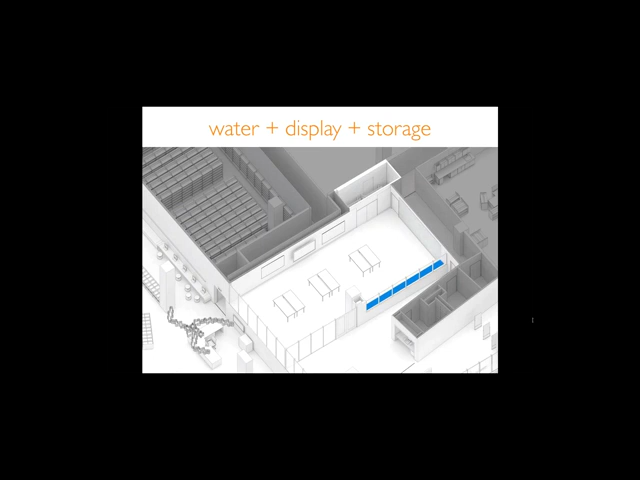 water + display + storage